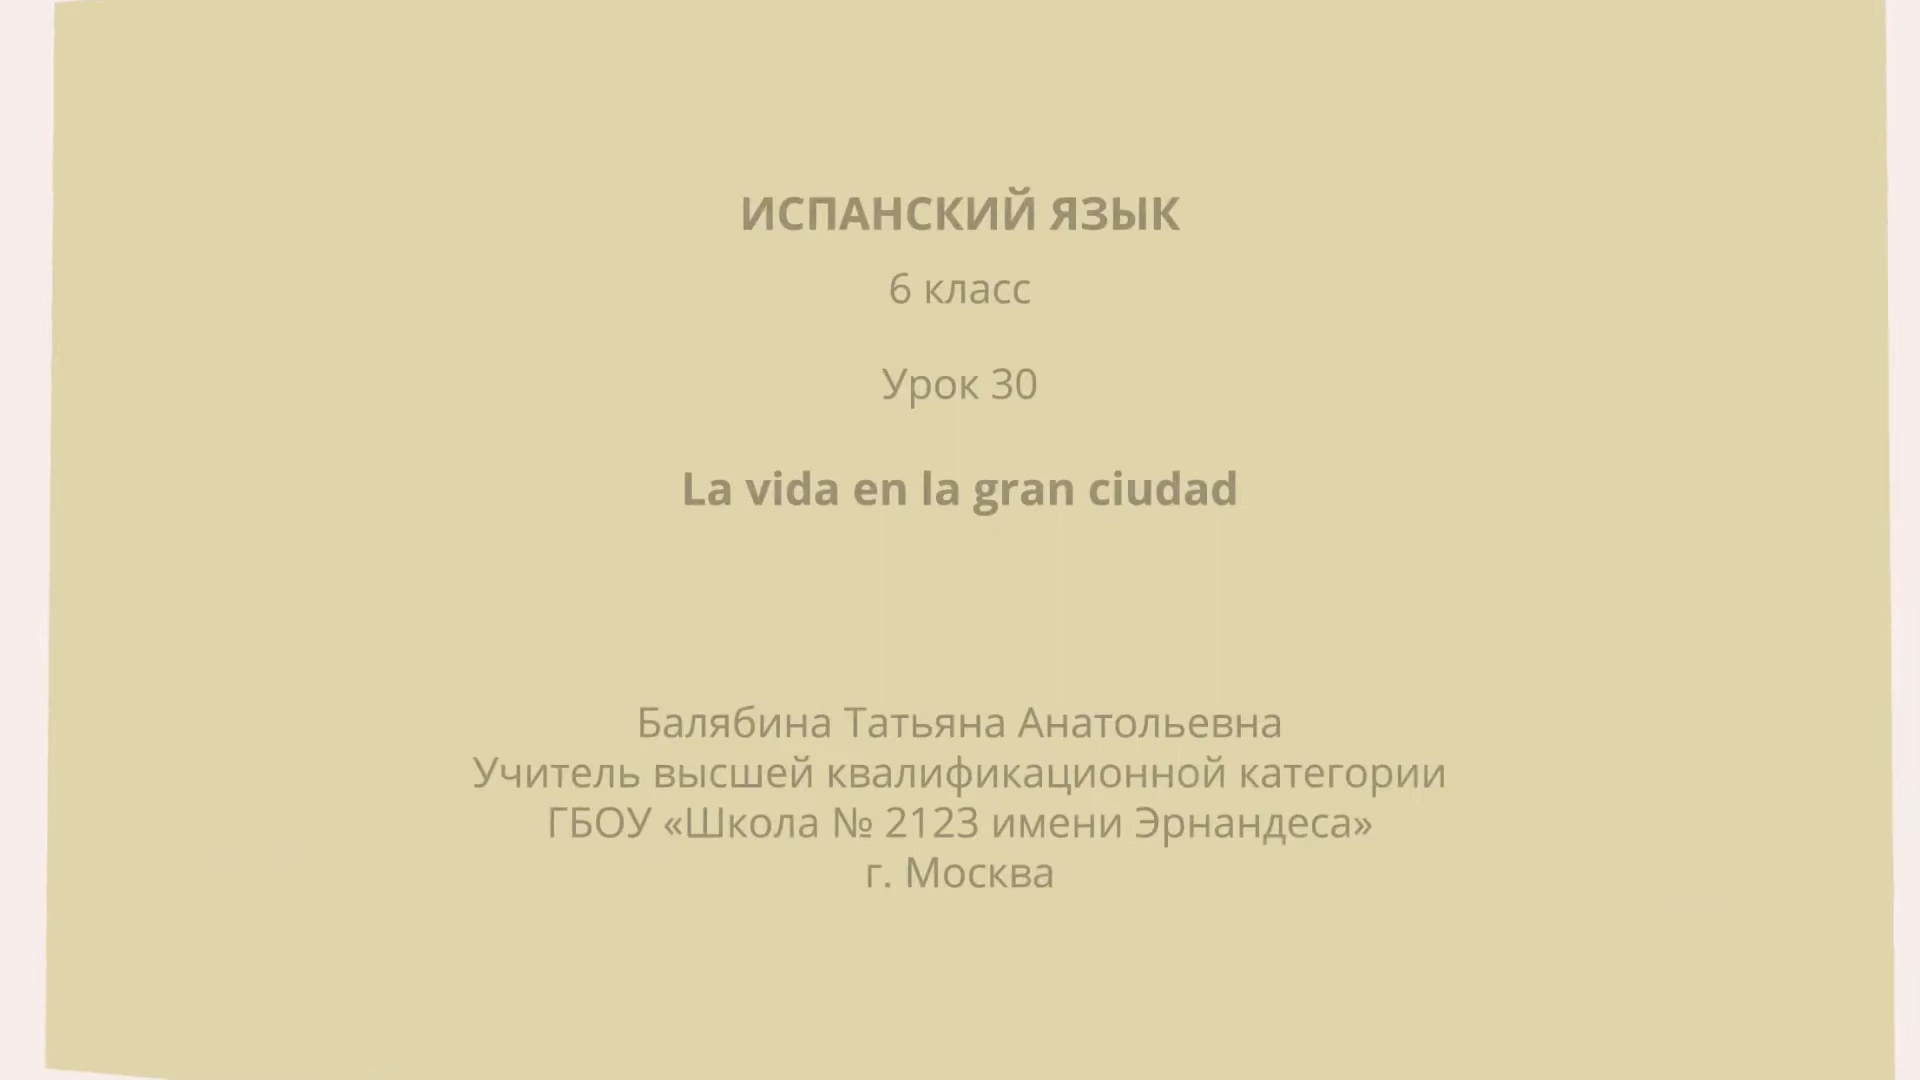 ИСПАНСКИЙ ЯЗЫК
6 класс
Урок 30
La vida en la gran ciudad
Балябина Татьяна Анатольевна
Учитель высшей квалификационной категории
ГБОУ «Школа № 2123 имени Эрнандеса»
г. Москва